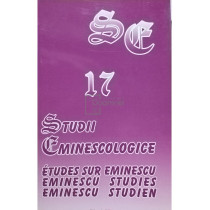 SE
17
STUDII
EMINESCOLOGICE
ÉTUDES SUR EMINESCU
EMINESCU STUDIES
EMINESCU STUDIEN